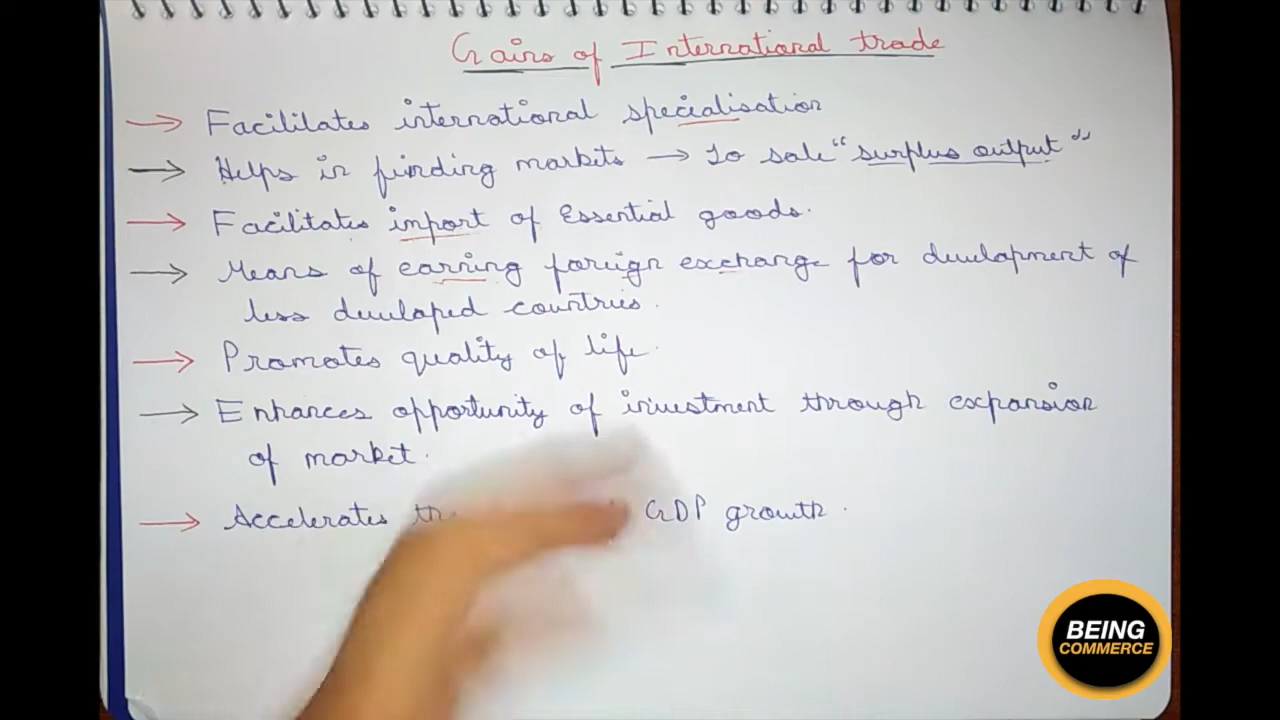 Gains of International trade
→ Facilitates international specialisation
→ Helps in finding markets → To sale "surplus output"
→ Facilitates import of Essential goods.
→ Means of earning foreign exchange for development of
less developed countries.
→ Promotes quality of life.
→ Enhances opportunity of investment through expansion
of market.
→ Accelerates GDP growth.
BEING
COMMERCE